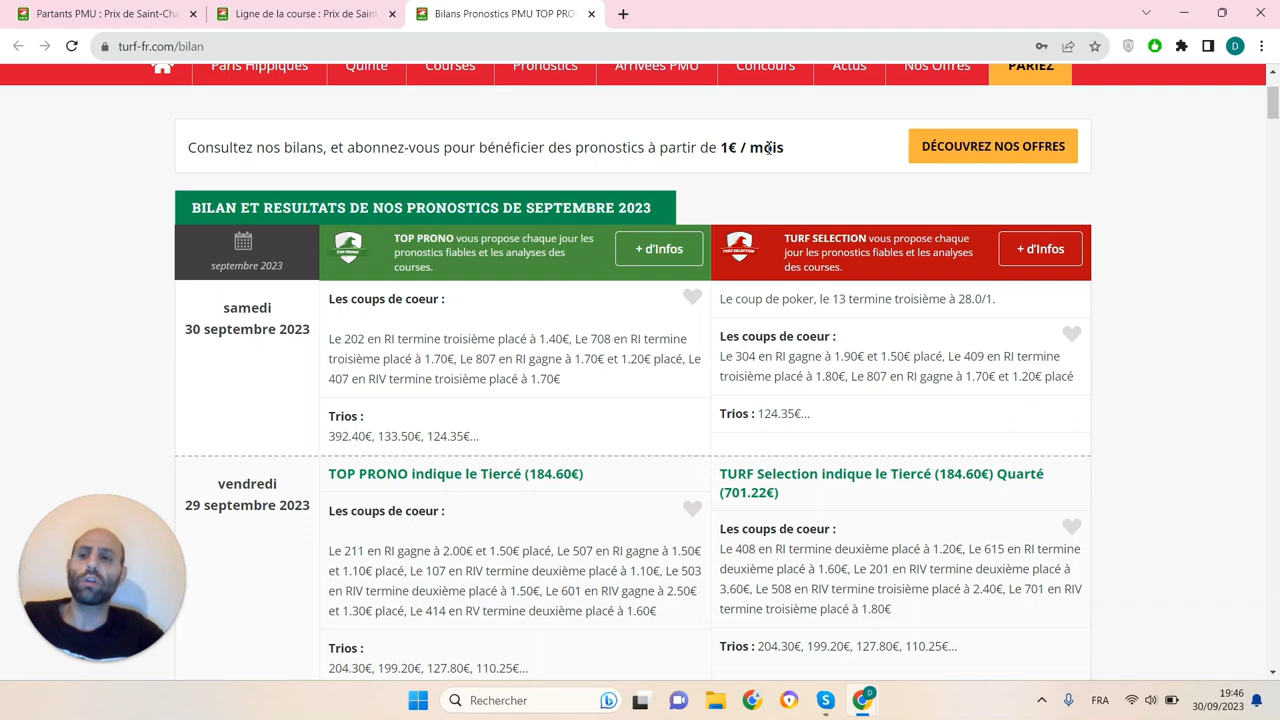 Partants PMU : Prix de Saint-Cha
Ligne de la course : Prix de Saint
Bilans Pronostics PMU TOP PRO
turf-fr.com/bilan
D
Paris Hippiques
Quinté
Courses
Pronostics
Arrivées PMU
Concours
Actus
Nos Offres
PARIEZ
Consultez nos bilans, et abonnez-vous pour bénéficier des pronostics à partir de 1€ / mois
DÉCOUVREZ NOS OFFRES
BILAN ET RESULTATS DE NOS PRONOSTICS DE SEPTEMBRE 2023
septembre 2023
TOP PRONO
TOP PRONO vous propose chaque jour les
pronostics fiables et les analyses des
courses.
+ d'Infos
TURF SELECTION
TURF SELECTION vous propose chaque
jour les pronostics fiables et les analyses
des courses.
+ d'Infos
samedi
30 septembre 2023
Les coups de coeur :
Le 202 en RI termine troisième placé à 1.40€, Le 708 en RI termine
troisième placé à 1.70€, Le 807 en RI gagne à 1.70€ et 1.20€ placé, Le
407 en RIV termine troisième placé à 1.70€
Trios :
392.40€, 133.50€, 124.35€...
Le coup de poker, le 13 termine troisième à 28.0/1.
Les coups de coeur :
Le 304 en RI gagne à 1.90€ et 1.50€ placé, Le 409 en RI termine
troisième placé à 1.80€, Le 807 en RI gagne à 1.70€ et 1.20€ placé
Trios : 124.35€...
vendredi
29 septembre 2023
TOP PRONO indique le Tiercé (184.60€)
Les coups de coeur :
Le 211 en RI gagne à 2.00€ et 1.50€ placé, Le 507 en RI gagne à 1.50€
et 1.10€ placé, Le 107 en RIV termine deuxième placé à 1.10€, Le 503
en RIV termine deuxième placé à 1.50€, Le 601 en RIV gagne à 2.50€
et 1.30€ placé, Le 414 en RV termine deuxième placé à 1.60€
Trios :
204.30€, 199.20€, 127.80€, 110.25€...
TURF Selection indique le Tiercé (184.60€) Quarté
(701.22€)
Les coups de coeur :
Le 408 en RI termine deuxième placé à 1.20€, Le 615 en RI termine
deuxième placé à 1.60€, Le 201 en RIV termine deuxième placé à
3.60€, Le 508 en RIV termine troisième placé à 2.40€, Le 701 en RIV
termine troisième placé à 1.80€
Trios : 204.30€, 199.20€, 127.80€, 110.25€...
Rechercher
D
FRA
19:46
30/09/2023